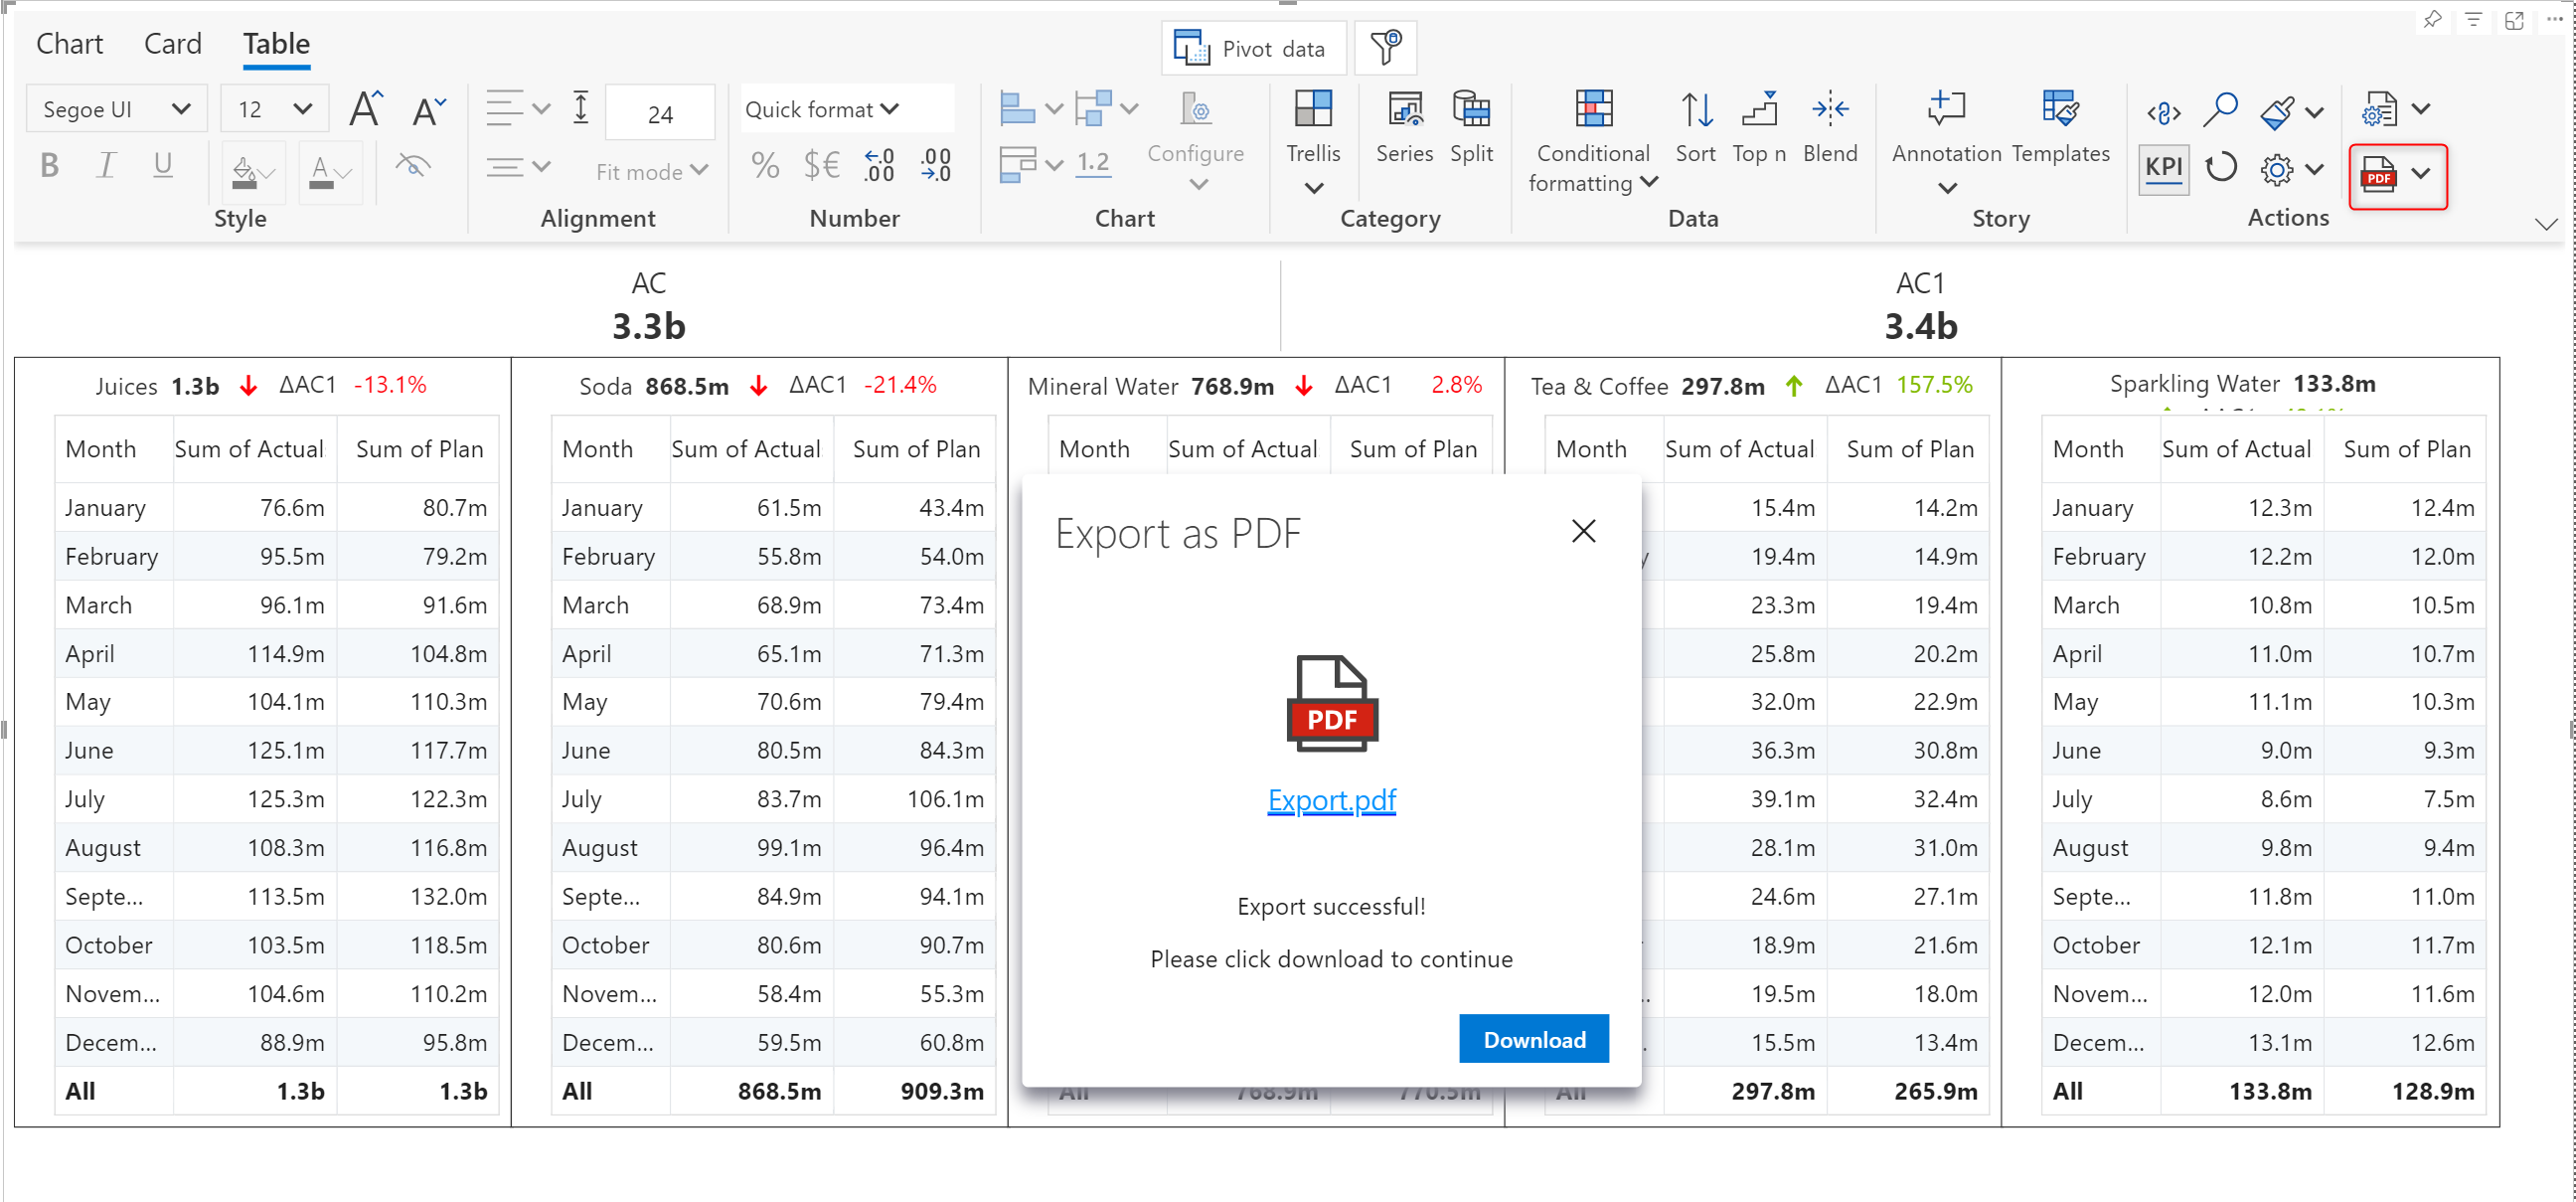 Chart Card Table
Pivot data
Segoe UI 12 24 Quick format
B I U A Fit mode % $€ 1.2 Configure
Trellis Series Split Conditional formatting Sort Top n Blend Annotation Templates KPI PDF
Style Alignment Number Chart Category Data Story Actions
AC
3.3b
AC1
3.4b
Juices 1.3b ΔAC1 -13.1%
Month Sum of Actual Sum of Plan
January 76.6m 80.7m
February 95.5m 79.2m
March 96.1m 91.6m
April 114.9m 104.8m
May 104.1m 110.3m
June 125.1m 117.7m
July 125.3m 122.3m
August 108.3m 116.8m
Septe... 113.5m 132.0m
October 103.5m 118.5m
Novem... 104.6m 110.2m
Decem... 88.9m 95.8m
All 1.3b 1.3b
Soda 868.5m ΔAC1 -21.4%
Month Sum of Actual Sum of Plan
January 61.5m 43.4m
February 55.8m 54.0m
March 68.9m 73.4m
April 65.1m 71.3m
May 70.6m 79.4m
June 80.5m 84.3m
July 83.7m 106.1m
August 99.1m 96.4m
Septe... 84.9m 94.1m
October 80.6m 90.7m
Novem... 58.4m 55.3m
Decem... 59.5m 60.8m
All 868.5m 909.3m
Mineral Water 768.9m ΔAC1 2.8%
Month Sum of Actual Sum of Plan
Export as PDF
PDF
Export.pdf
Export successful!
Please click download to continue
Download
All 768.9m 770.5m
Tea & Coffee 297.8m ΔAC1 157.5%
Month Sum of Actual Sum of Plan
15.4m 14.2m
19.4m 14.9m
23.3m 19.4m
25.8m 20.2m
32.0m 22.9m
36.3m 30.8m
39.1m 32.4m
28.1m 31.0m
24.6m 27.1m
18.9m 21.6m
19.5m 18.0m
15.5m 13.4m
All 297.8m 265.9m
Sparkling Water 133.8m
Month Sum of Actual Sum of Plan
January 12.3m 12.4m
February 12.2m 12.0m
March 10.8m 10.5m
April 11.0m 10.7m
May 11.1m 10.3m
June 9.0m 9.3m
July 8.6m 7.5m
August 9.8m 9.4m
Septe... 11.8m 11.0m
October 12.1m 11.7m
Novem... 12.0m 11.6m
Decem... 13.1m 12.6m
All 133.8m 128.9m